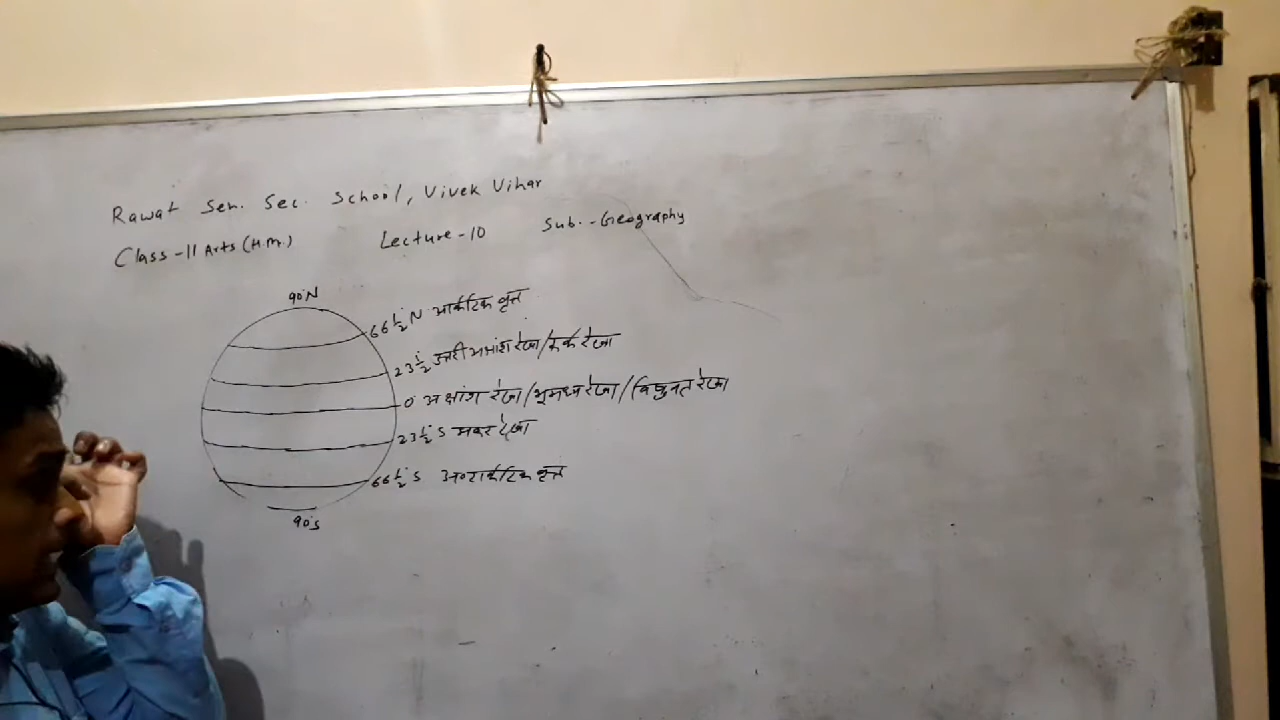 Rawat Sen. Sec. School, Vivek Vihar
Class-11 Arts (H.M.) Lecture-10 Sub.-Geography
90°N
66½°N आर्कटिक वृत्त
23½° उत्तरी अक्षांश रेखा/कर्क रेखा
0° अक्षांश रेखा/भूमध्य रेखा/विषुवत् रेखा
23½°S मकर रेखा
66½°S अण्टार्कटिक वृत्त
90°S